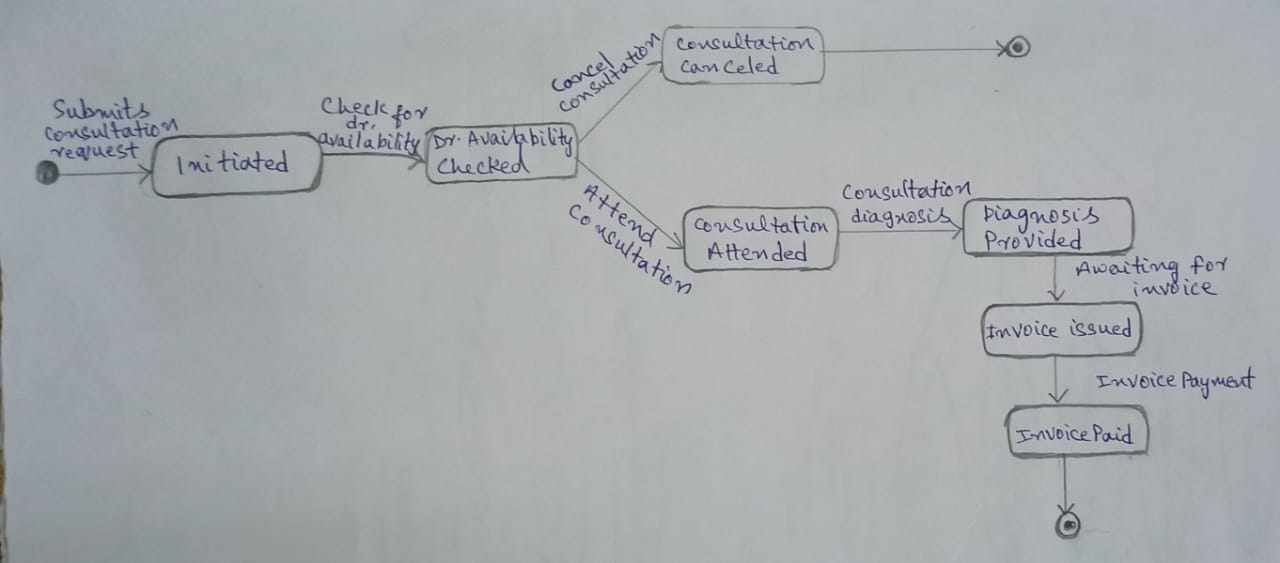 Submits
consultation
request
Initiated
Check for
dr.
availability
Dr. Availability
Checked
Cancel
consultation
Consultation
Canceled
Attend
Consultation
Consultation
Attended
Consultation
diagnosis
Diagnosis
Provided
Awaiting for
invoice
Invoice issued
Invoice Payment
Invoice Paid